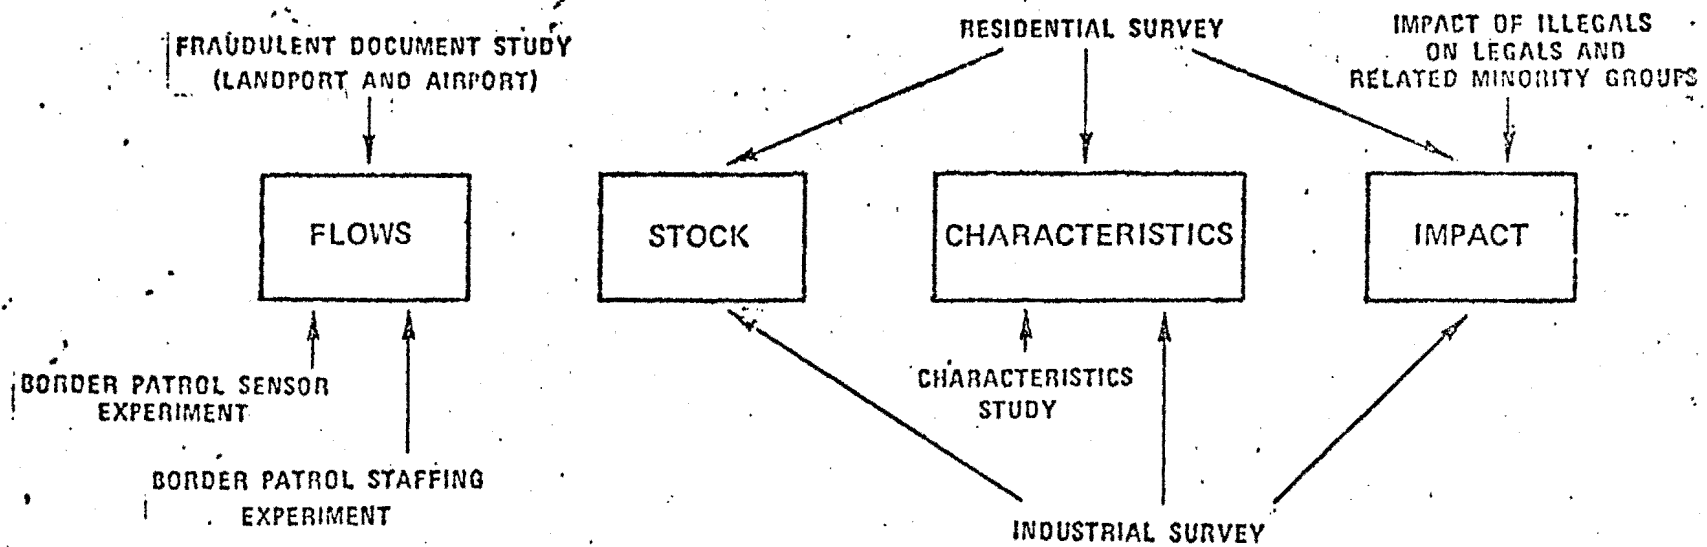 FRAUDULENT DOCUMENT STUDY
(LANDPORT AND AIRPORT)
RESIDENTIAL SURVEY
IMPACT OF ILLEGALS
ON LEGALS AND
RELATED MINORITY GROUPS
FLOWS
STOCK
CHARACTERISTICS
IMPACT
BORDER PATROL SENSOR
EXPERIMENT
CHARACTERISTICS
STUDY
BORDER PATROL STAFFING
EXPERIMENT
INDUSTRIAL SURVEY